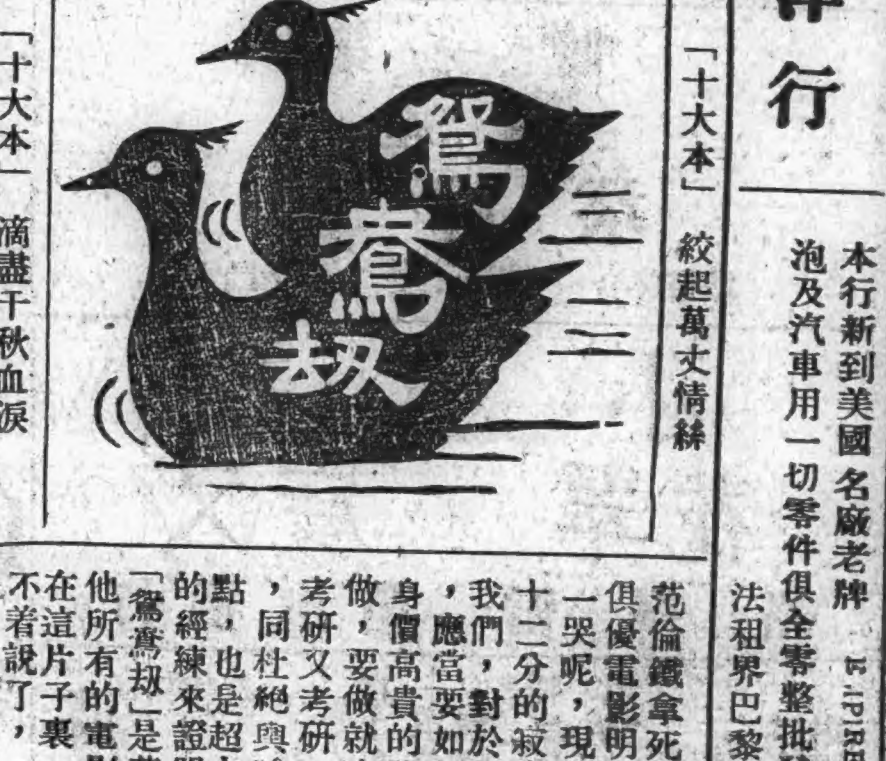 行
本行新到美國名廠老牌
泡及汽車用一切零件俱全零整批
法租界巴黎
「十大本」 絞起萬丈情絲
鴛鴦刼
「十大本」 滴盡千秋血淚
范倫鐵拿死
俱優電影明
一哭呢，現
十二分的寂
我們，對於
，應當要如
身價高貴的
做，要做就
考研又考研
，同杜絕興
點，也是超
的經練來證
「鴛鴦刼」是
他所有的電
在這片子裏
不着說了，